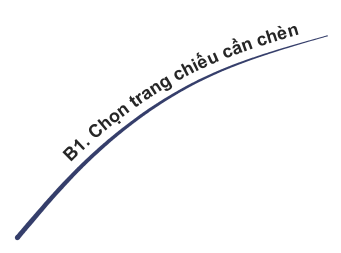 B1. Chọn trang chiếu cần chèn